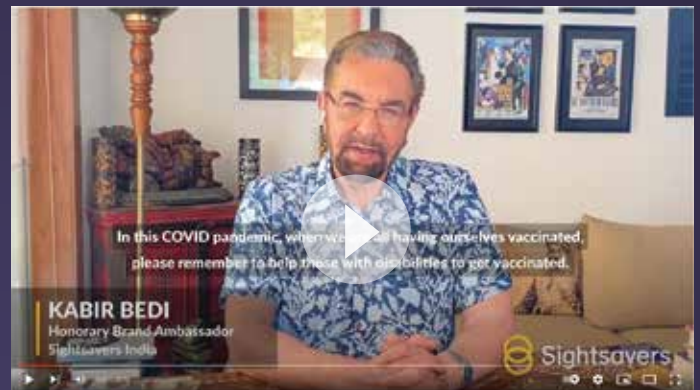 In this COVID pandemic, when we are all having ourselves vaccinated,
please remember to help those with disabilities to get vaccinated.
KABIR BEDI
Honorary Brand Ambassador
Sightsavers India
Sightsavers